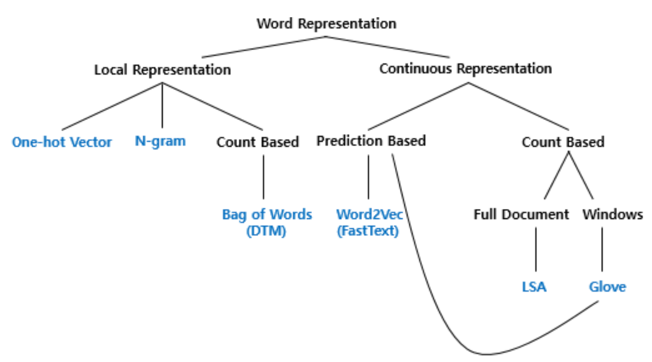 Word Representation
Local Representation
Continuous Representation
One-hot Vector
N-gram
Count Based
Prediction Based
Count Based
Bag of Words
(DTM)
Word2Vec
(FastText)
Full Document
Windows
LSA
Glove